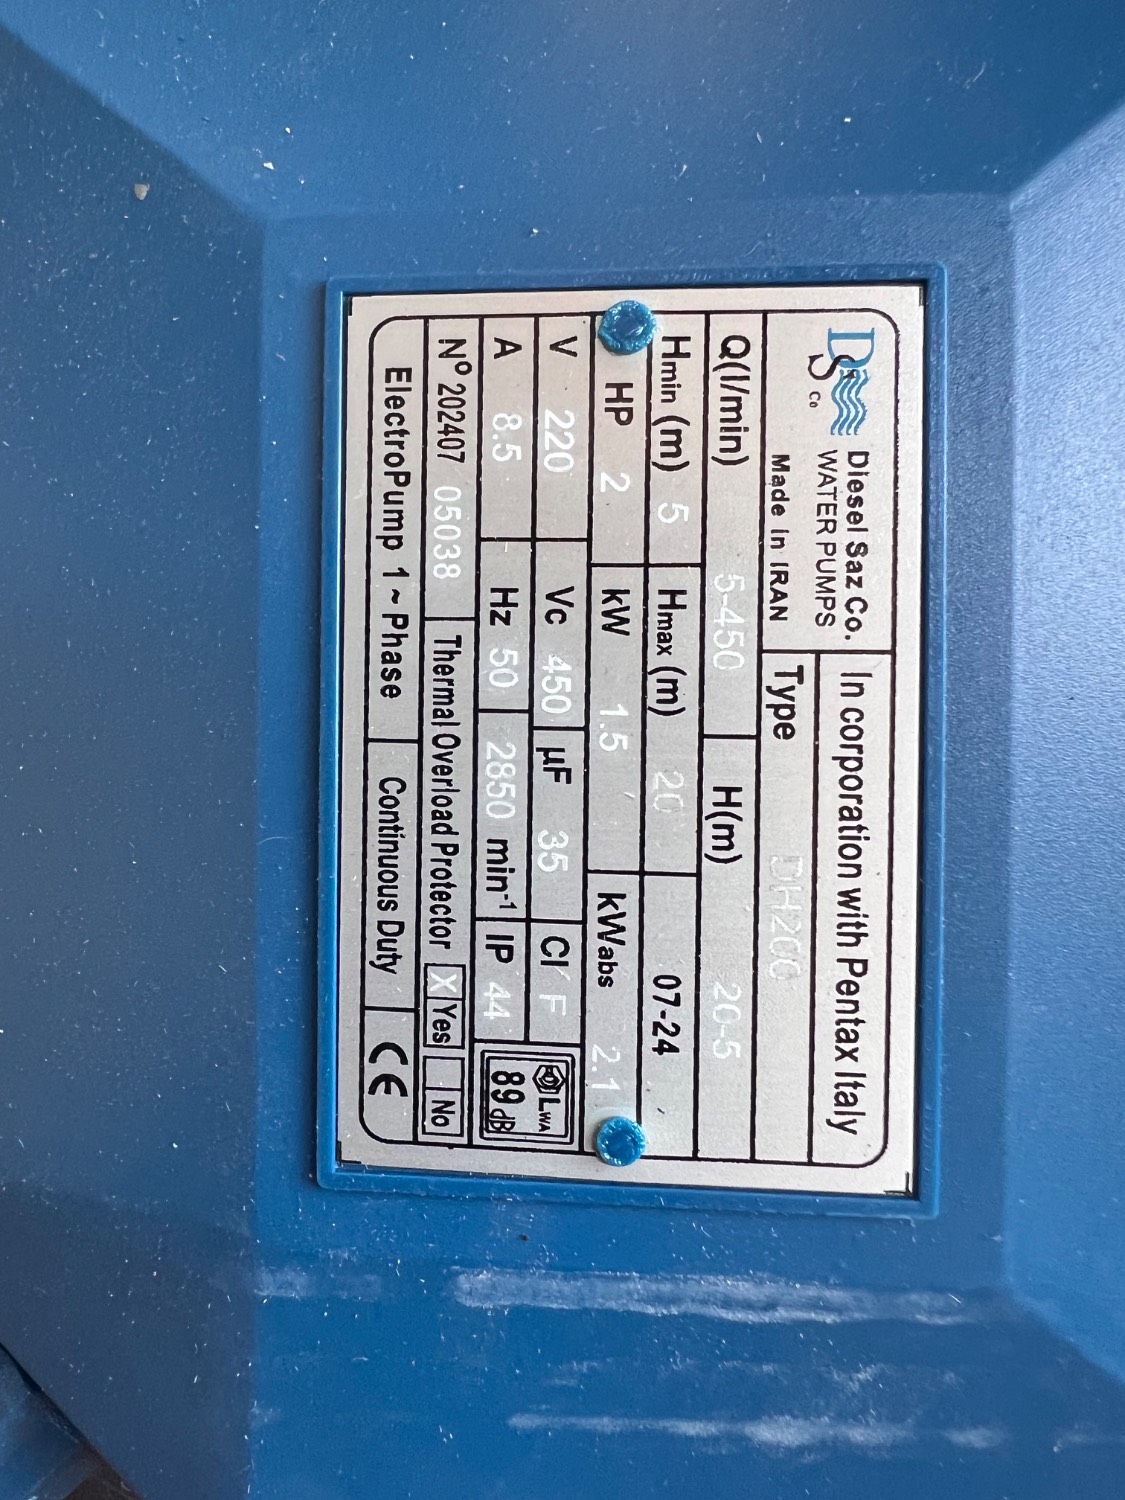 DS Co
Diesel Saz Co.
WATER PUMPS
Made In IRAN
In corporation with Pentax Italy
Type DH200
Q(l/min) 5-450 H(m) 20-5
Hmin (m) 5 Hmax (m) 20 07-24
HP 2 kW 1.5 kWabs 2.1
V 220 Vc 450 µF 35 Cl F
A 8.5 Hz 50 2850 min-1 IP 44
LWA
89 dB
Nº 202407 05038 Thermal Overload Protector X Yes No
ElectroPump 1 ~ Phase Continuous Duty CE